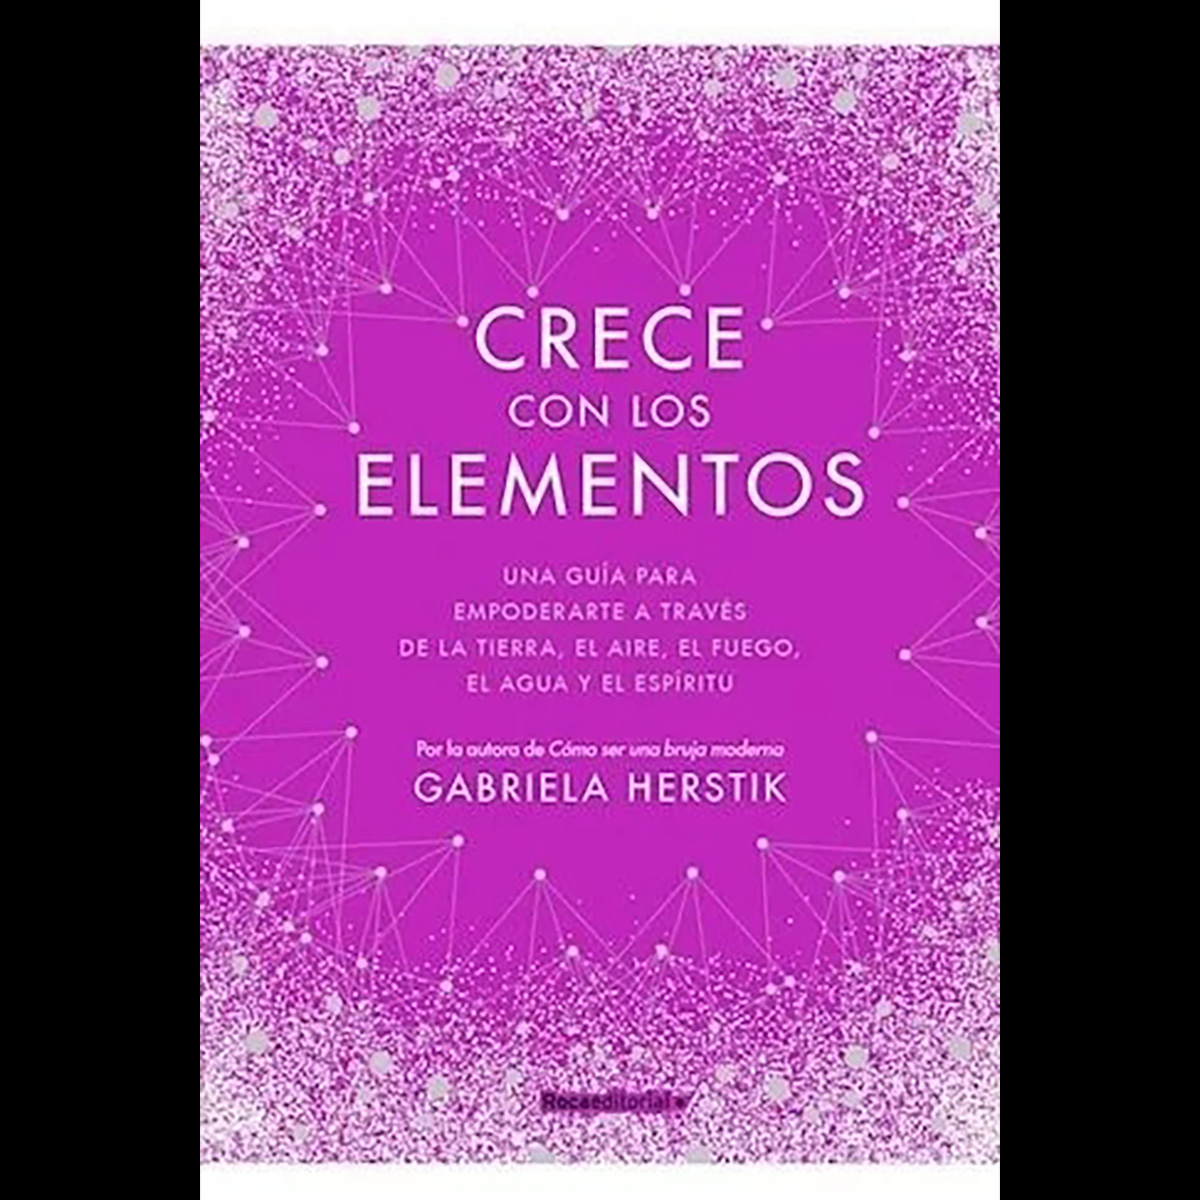 CRECE
CON LOS
ELEMENTOS
UNA GUÍA PARA
EMPODERARTE A TRAVÉS
DE LA TIERRA, EL AIRE, EL FUEGO,
EL AGUA Y EL ESPÍRITU
Por la autora de Cómo ser una bruja moderna
GABRIELA HERSTIK
Rocaeditorial